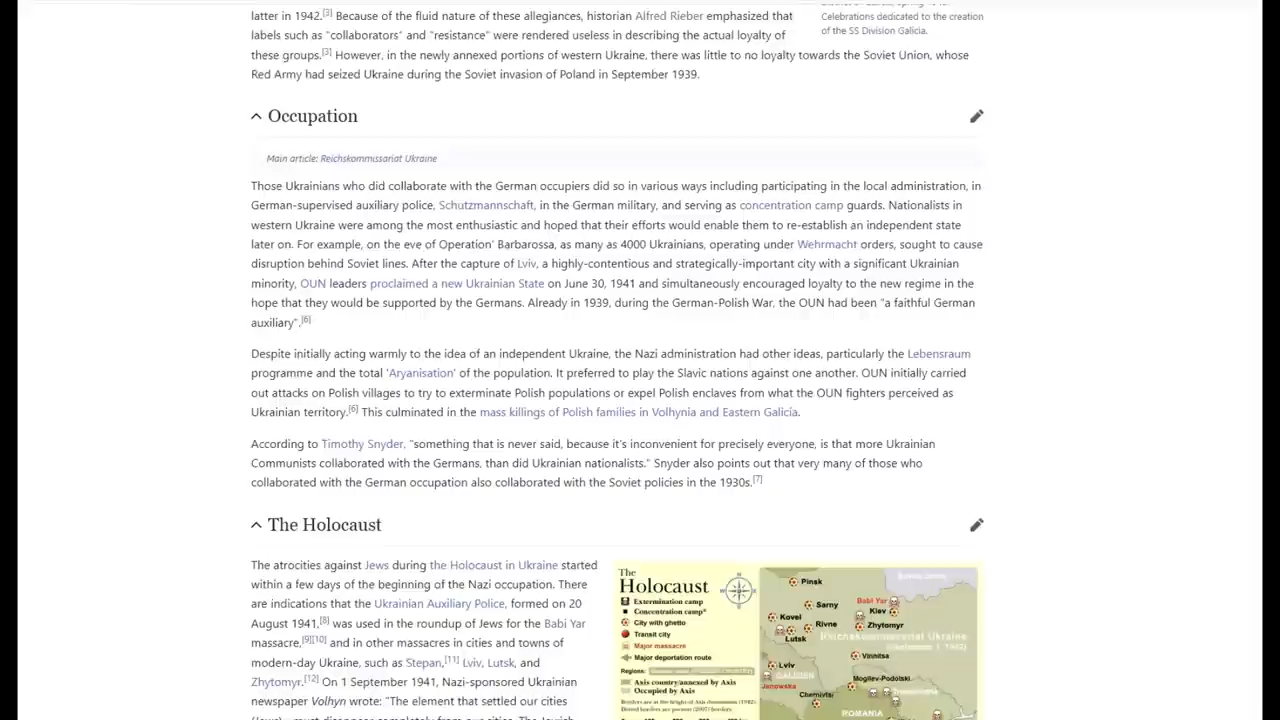 latter in 1942.[3] Because of the fluid nature of these allegiances, historian Alfred Rieber emphasized that
labels such as "collaborators" and "resistance" were rendered useless in describing the actual loyalty of
these groups.[3] However, in the newly annexed portions of western Ukraine, there was little to no loyalty towards the Soviet Union, whose
Red Army had seized Ukraine during the Soviet invasion of Poland in September 1939.
Celebrations dedicated to the creation
of the SS Division Galicia.
Occupation
Main article: Reichskommissariat Ukraine
Those Ukrainians who did collaborate with the German occupiers did so in various ways including participating in the local administration, in
German-supervised auxiliary police, Schutzmannschaft, in the German military, and serving as concentration camp guards. Nationalists in
western Ukraine were among the most enthusiastic and hoped that their efforts would enable them to re-establish an independent state
later on. For example, on the eve of Operation' Barbarossa, as many as 4000 Ukrainians, operating under Wehrmacht orders, sought to cause
disruption behind Soviet lines. After the capture of Lviv, a highly-contentious and strategically-important city with a significant Ukrainian
minority, OUN leaders proclaimed a new Ukrainian State on June 30, 1941 and simultaneously encouraged loyalty to the new regime in the
hope that they would be supported by the Germans. Already in 1939, during the German-Polish War, the OUN had been "a faithful German
auxiliary".[6]
Despite initially acting warmly to the idea of an independent Ukraine, the Nazi administration had other ideas, particularly the Lebensraum
programme and the total 'Aryanisation' of the population. It preferred to play the Slavic nations against one another. OUN initially carried
out attacks on Polish villages to try to exterminate Polish populations or expel Polish enclaves from what the OUN fighters perceived as
Ukrainian territory.[6] This culminated in the mass killings of Polish families in Volhynia and Eastern Galicia.
According to Timothy Snyder, "something that is never said, because it's inconvenient for precisely everyone, is that more Ukrainian
Communists collaborated with the Germans, than did Ukrainian nationalists." Snyder also points out that very many of those who
collaborated with the German occupation also collaborated with the Soviet policies in the 1930s.[7]
The Holocaust
The atrocities against Jews during the Holocaust in Ukraine started
within a few days of the beginning of the Nazi occupation. There
are indications that the Ukrainian Auxiliary Police, formed on 20
August 1941,[8] was used in the roundup of Jews for the Babi Yar
massacre,[9][10] and in other massacres in cities and towns of
modern-day Ukraine, such as Stepan,[11] Lviv, Lutsk, and
Zhytomyr.[12] On 1 September 1941, Nazi-sponsored Ukrainian
newspaper Volhyn wrote: "The element that settled our cities
The
Holocaust
Extermination camp
Concentration camp*
City with ghetto
Transit city
Major massacre
Major deportation route
Regions:
Axis country/annexed by Axis
Occupied by Axis
Pinsk
Sarny
Babi Yar
Kiev
Kovel
Rivne
Zhytomyr
Lutsk
Reichskommissariat Ukraine
Vinnitsa
Lviv
Janowska
Mogilev-Podolski
Chernivtsi
ROMANIA